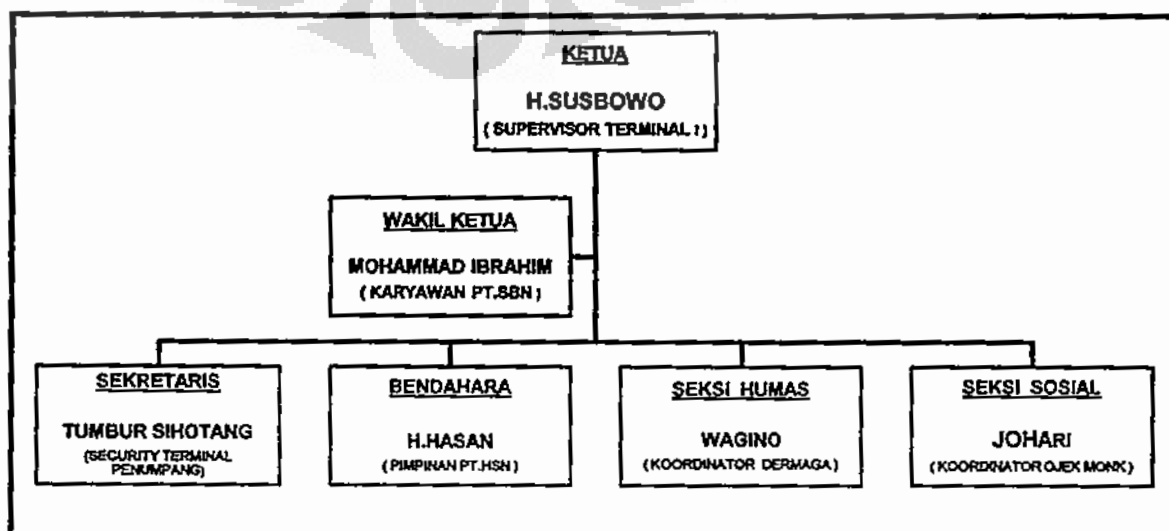 KETUA
H.SUSBOWO
( SUPERVISOR TERMINAL )
WAKIL KETUA
MOHAMMAD IBRAHIM
( KARYAWAN PT.SBN )
SEKRETARIS
TUMBUR SIHOTANG
(SECURITY TERMINAL
PENUMPANG)
BENDAHARA
H.HASAN
( PIMPINAN PT.HSN )
SEKSI HUMAS
WAGINO
( KOORDINATOR DERMAGA )
SEKSI SOSIAL
JOHARI
( KOORDINATOR OJEK MONK )